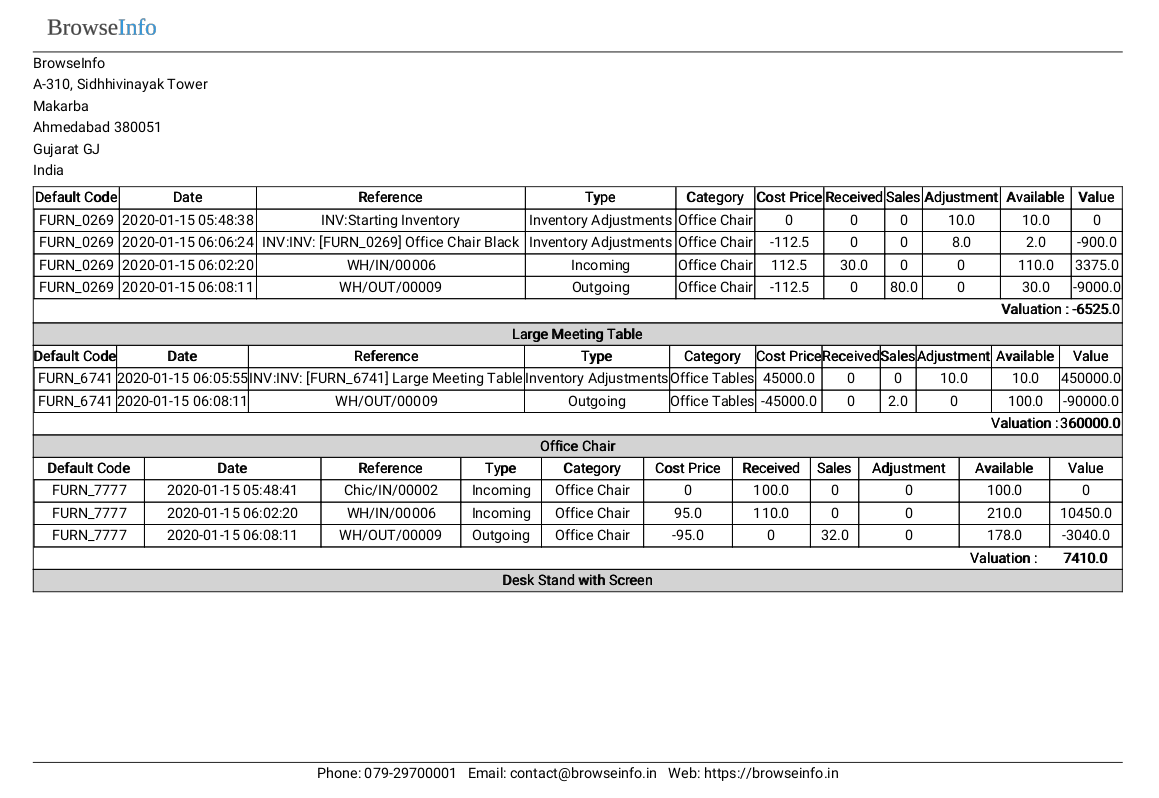 BrowseInfo
BrowseInfo
A-310, Sidhhivinayak Tower
Makarba
Ahmedabad 380051
Gujarat GJ
India
Default Code Date Reference Type Category Cost Price Received Sales Adjustment Available Value
FURN_0269 2020-01-15 05:48:38 INV:Starting Inventory Inventory Adjustments Office Chair 0 0 0 10.0 10.0 0
FURN_0269 2020-01-15 06:06:24 INV:INV: [FURN_0269] Office Chair Black Inventory Adjustments Office Chair -112.5 0 0 8.0 2.0 -900.0
FURN_0269 2020-01-15 06:02:20 WH/IN/00006 Incoming Office Chair 112.5 30.0 0 0 110.0 3375.0
FURN_0269 2020-01-15 06:08:11 WH/OUT/00009 Outgoing Office Chair -112.5 0 80.0 0 30.0 -9000.0
Valuation : -6525.0
Large Meeting Table
Default Code Date Reference Type Category Cost Price Received Sales Adjustment Available Value
FURN_6741 2020-01-15 06:05:55 INV:INV: [FURN_6741] Large Meeting Table Inventory Adjustments Office Tables 45000.0 0 0 10.0 10.0 450000.0
FURN_6741 2020-01-15 06:08:11 WH/OUT/00009 Outgoing Office Tables -45000.0 0 2.0 0 100.0 -90000.0
Valuation : 360000.0
Office Chair
Default Code Date Reference Type Category Cost Price Received Sales Adjustment Available Value
FURN_7777 2020-01-15 05:48:41 Chic/IN/00002 Incoming Office Chair 0 100.0 0 0 100.0 0
FURN_7777 2020-01-15 06:02:20 WH/IN/00006 Incoming Office Chair 95.0 110.0 0 0 210.0 10450.0
FURN_7777 2020-01-15 06:08:11 WH/OUT/00009 Outgoing Office Chair -95.0 0 32.0 0 178.0 -3040.0
Valuation : 7410.0
Desk Stand with Screen
Phone: 079-29700001 Email: contact@browseinfo.in Web: https://browseinfo.in